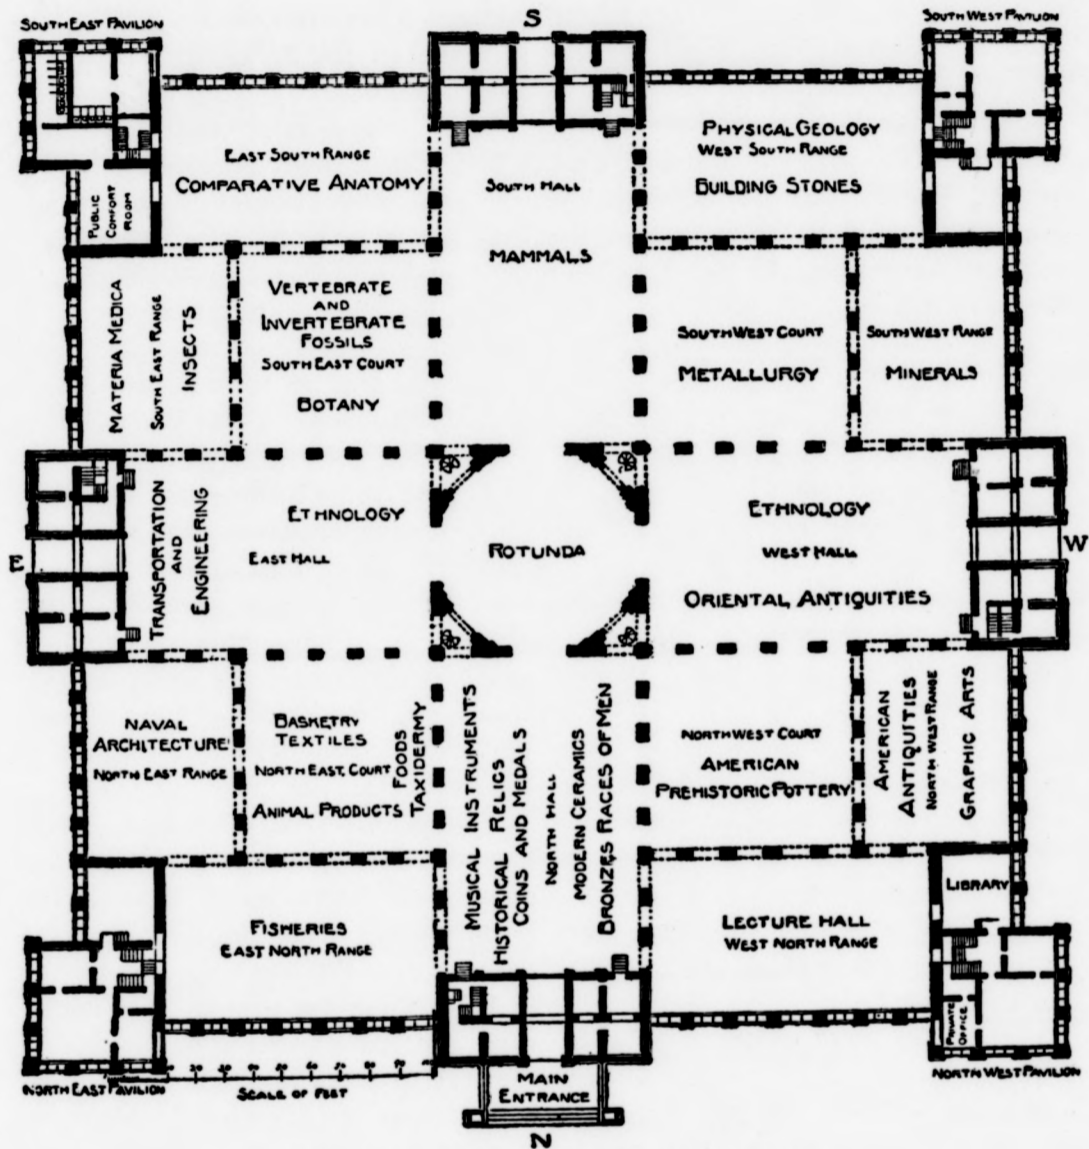 S
SOUTH EAST PAVILION
SOUTH WEST PAVILION
EAST SOUTH RANGE
COMPARATIVE ANATOMY
PUBLIC
COMFORT
ROOM
SOUTH HALL
MAMMALS
PHYSICAL GEOLOGY
WEST SOUTH RANGE
BUILDING STONES
MATERIA MEDICA
SOUTH EAST RANGE
INSECTS
VERTEBRATE
AND
INVERTEBRATE
FOSSILS
SOUTH EAST COURT
BOTANY
SOUTH WEST COURT
METALLURGY
SOUTH WEST RANGE
MINERALS
E
TRANSPORTATION
AND
ENGINEERING
ETHNOLOGY
EAST HALL
ROTUNDA
ETHNOLOGY
WEST HALL
ORIENTAL ANTIQUITIES
W
NAVAL
ARCHITECTURE
NORTH EAST RANGE
BASKETRY
TEXTILES
NORTH EAST, COURT
ANIMAL PRODUCTS
FOODS
TAXIDERMY
MUSICAL INSTRUMENTS
HISTORICAL RELICS
COINS AND MEDALS
NORTH HALL
MODERN CERAMICS
BRONZES RACES OF MEN
NORTH WEST COURT
AMERICAN
PREHISTORIC POTTERY
AMERICAN
ANTIQUITIES
NORTH WEST RANGE
GRAPHIC ARTS
FISHERIES
EAST NORTH RANGE
LECTURE HALL
WEST NORTH RANGE
LIBRARY
PRIVATE
OFFICE
NORTH EAST PAVILION
SCALE OF FEET
MAIN
ENTRANCE
NORTH WEST PAVILION
N